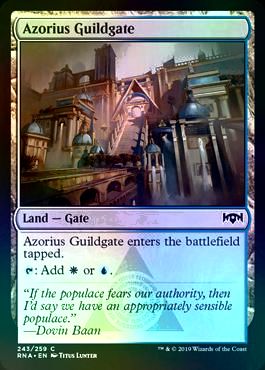 Azorius Guildgate
Land — Gate
Azorius Guildgate enters the battlefield
tapped.
: Add or .
“If the populace fears our authority, then
I’d say we have an appropriately sensible
populace.”
—Dovin Baan
243/259 C
RNA • EN Titus Lunter
™ & © 2019 Wizards of the Coast